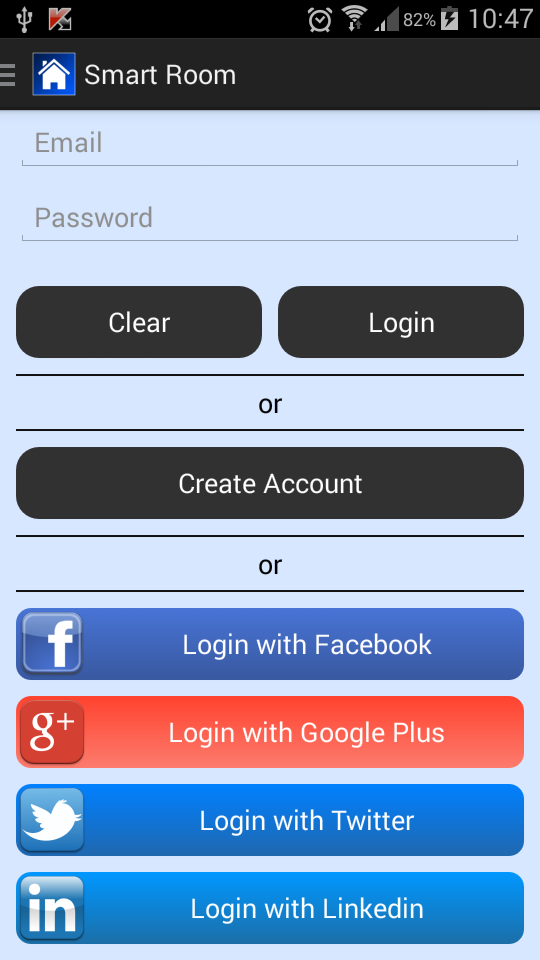 82% 10:47
Smart Room
Email
Password
Clear Login
or
Create Account
or
f Login with Facebook
g+ Login with Google Plus
Login with Twitter
in Login with Linkedin